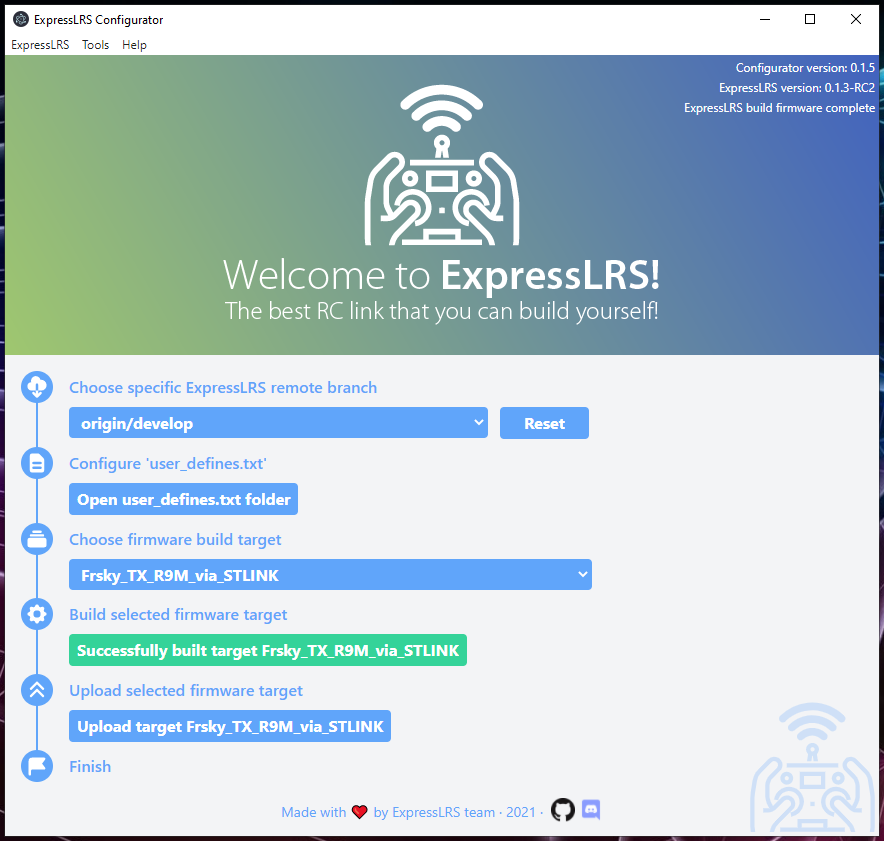 ExpressLRS Configurator
ExpressLRS Tools Help
Configurator version: 0.1.5
ExpressLRS version: 0.1.3-RC2
ExpressLRS build firmware complete
Welcome to ExpressLRS!
The best RC link that you can build yourself!
Choose specific ExpressLRS remote branch
origin/develop Reset
Configure 'user_defines.txt'
Open user_defines.txt folder
Choose firmware build target
Frsky_TX_R9M_via_STLINK
Build selected firmware target
Successfully built target Frsky_TX_R9M_via_STLINK
Upload selected firmware target
Upload target Frsky_TX_R9M_via_STLINK
Finish
Made with ❤ by ExpressLRS team · 2021 ·